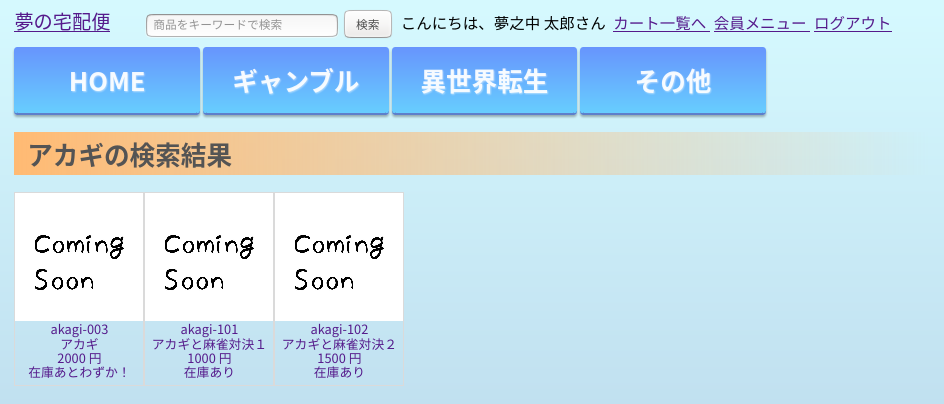 夢の宅配便 商品をキーワードで検索 検索 こんにちは、夢之中 太郎さん カート一覧へ 会員メニュー ログアウト
HOME ギャンブル 異世界転生 その他
アカギの検索結果
Coming Soon
akagi-003
アカギ
2000 円
在庫あとわずか！
Coming Soon
akagi-101
アカギと麻雀対決１
1000 円
在庫あり
Coming Soon
akagi-102
アカギと麻雀対決２
1500 円
在庫あり